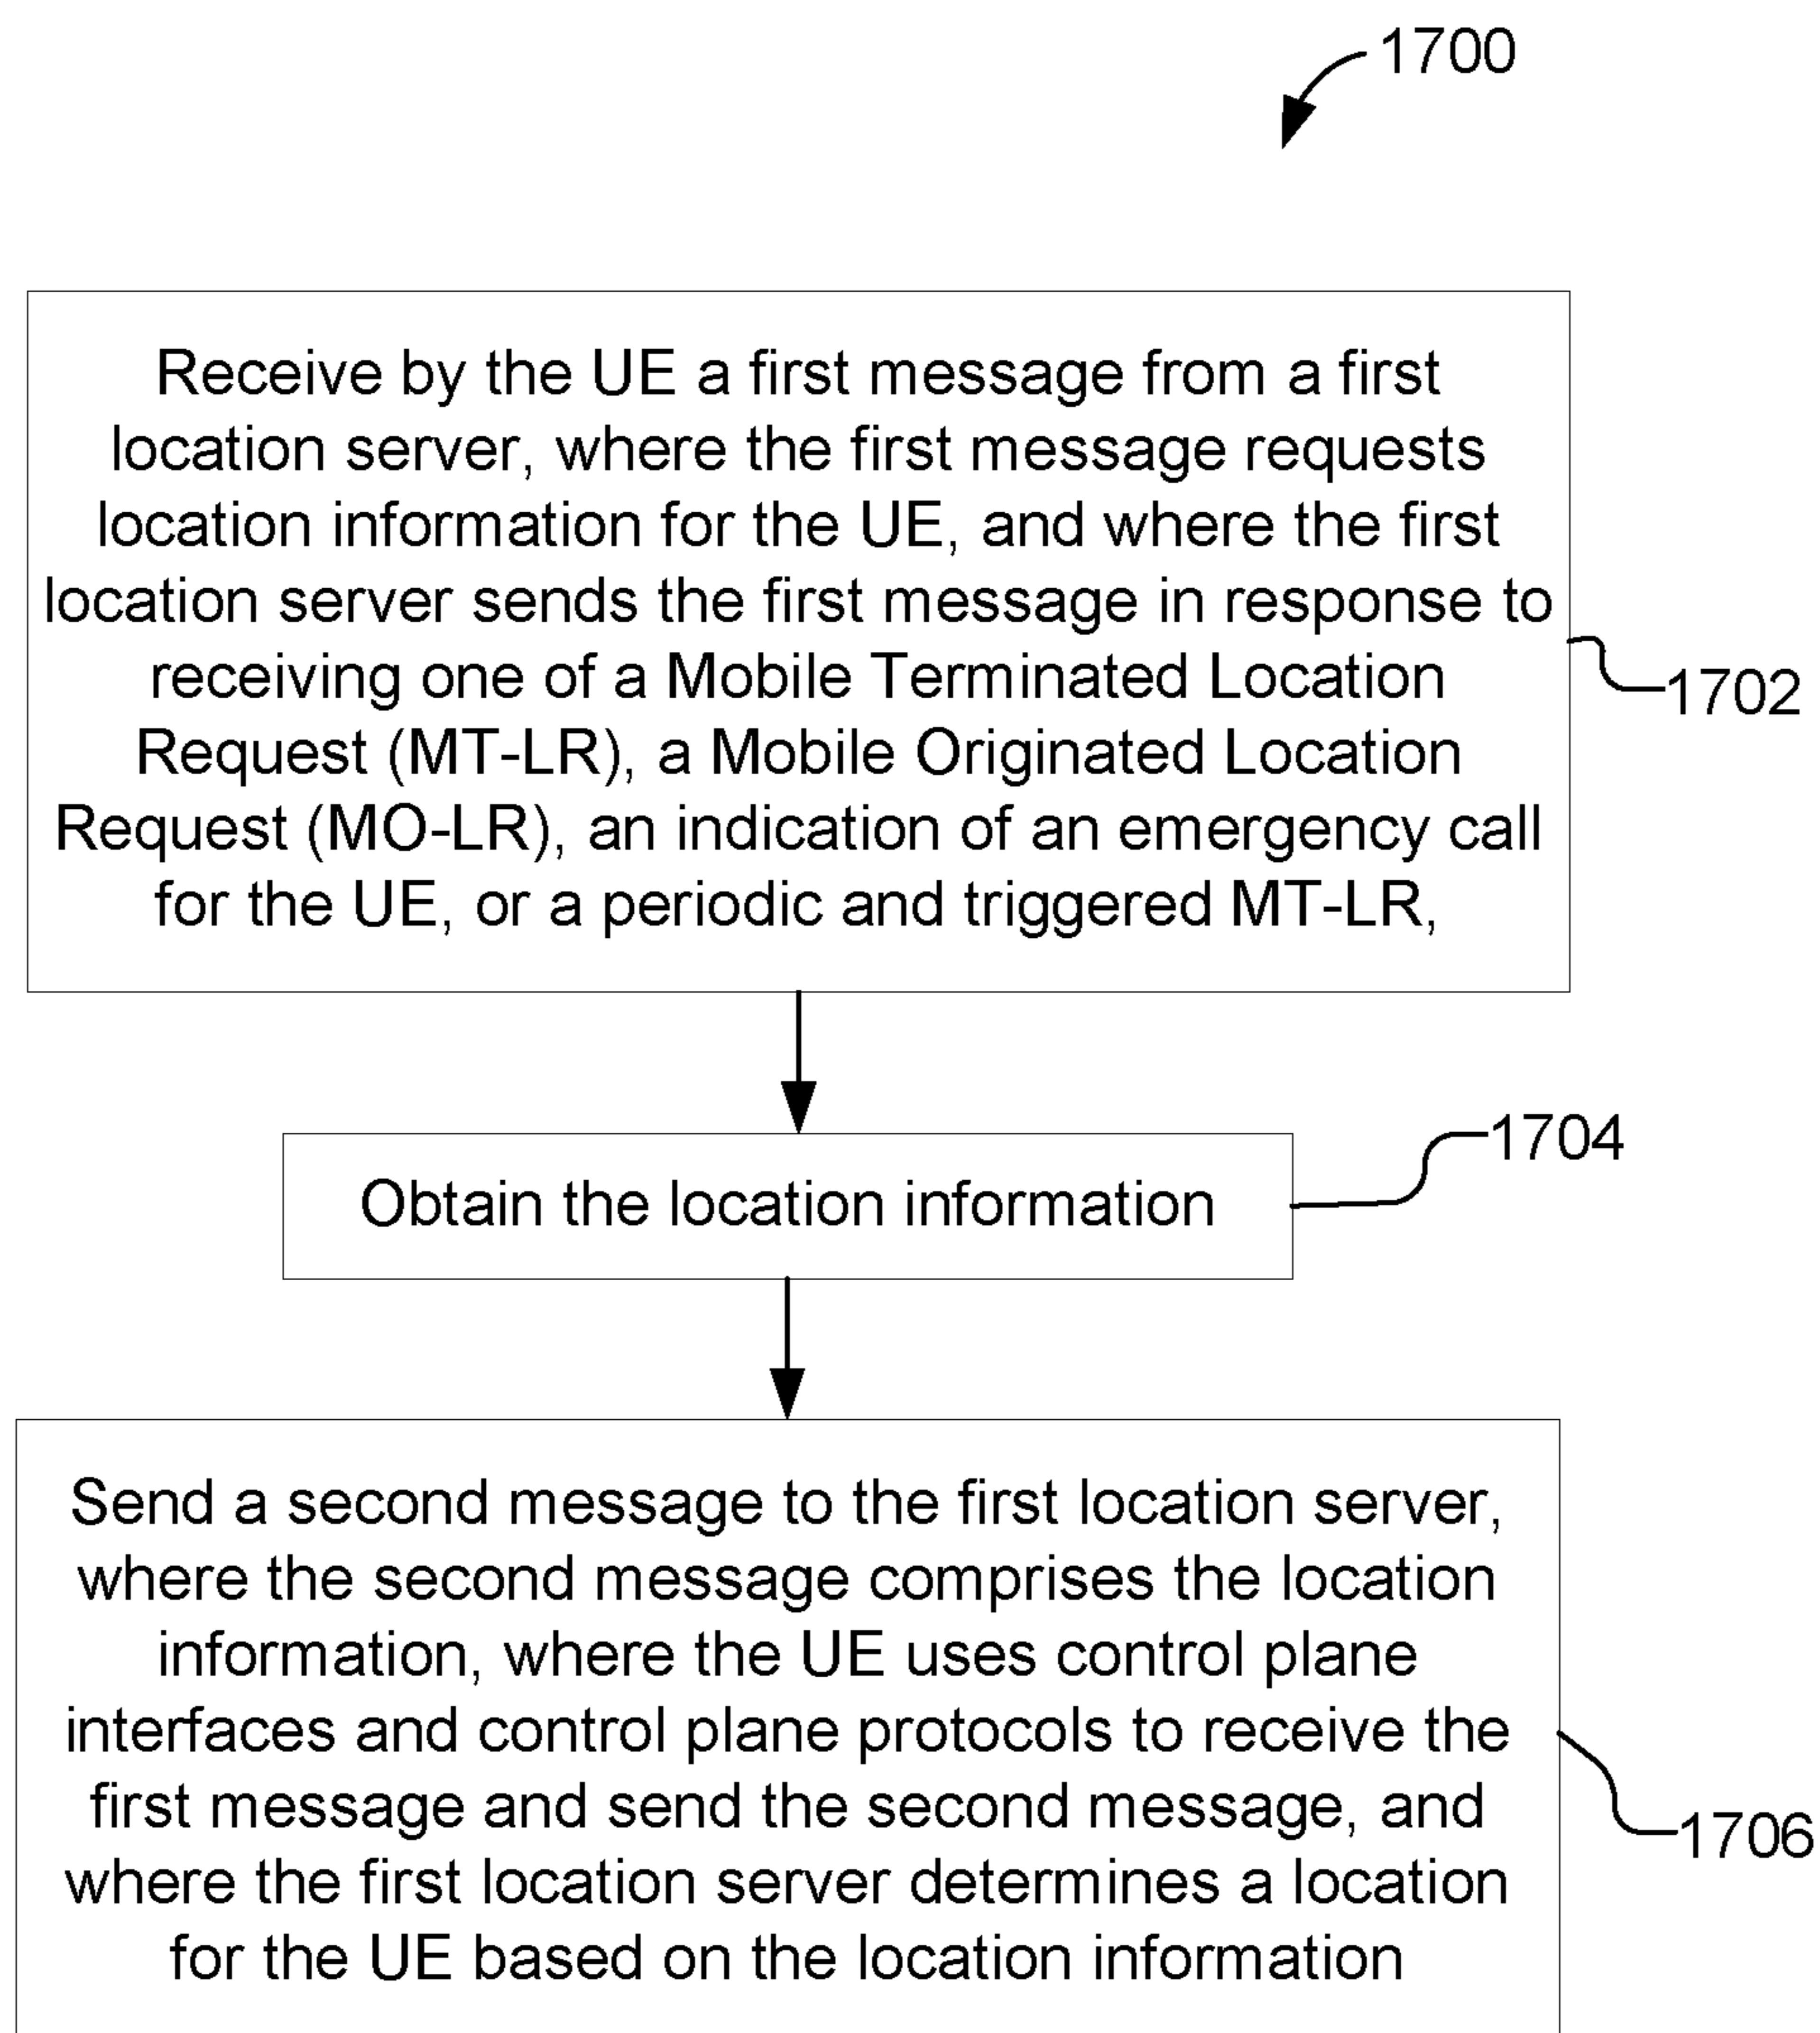 1700
Receive by the UE a first message from a first
location server, where the first message requests
location information for the UE, and where the first
location server sends the first message in response to
receiving one of a Mobile Terminated Location
Request (MT-LR), a Mobile Originated Location
Request (MO-LR), an indication of an emergency call
for the UE, or a periodic and triggered MT-LR,
1702
Obtain the location information
1704
Send a second message to the first location server,
where the second message comprises the location
information, where the UE uses control plane
interfaces and control plane protocols to receive the
first message and send the second message, and
where the first location server determines a location
for the UE based on the location information
1706